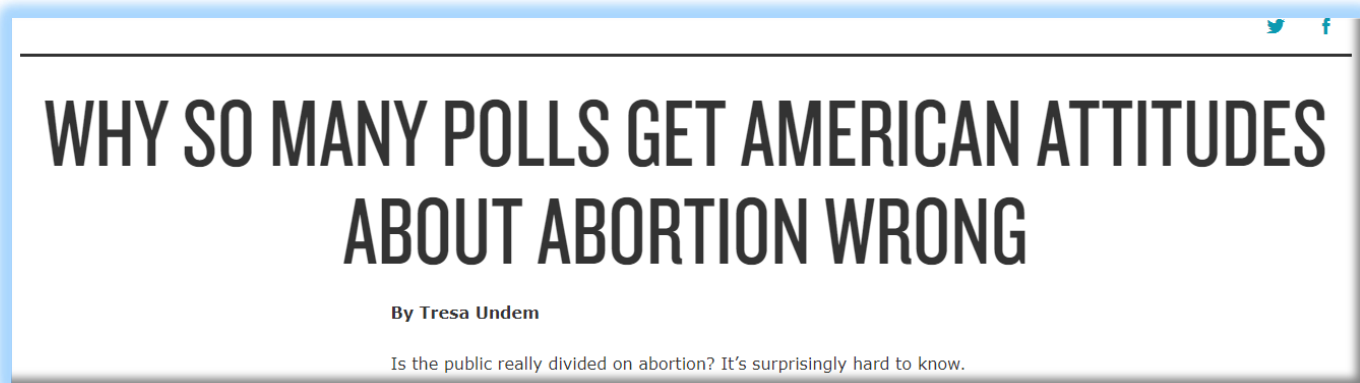 WHY SO MANY POLLS GET AMERICAN ATTITUDES
ABOUT ABORTION WRONG
By Tresa Undem
Is the public really divided on abortion? It’s surprisingly hard to know.